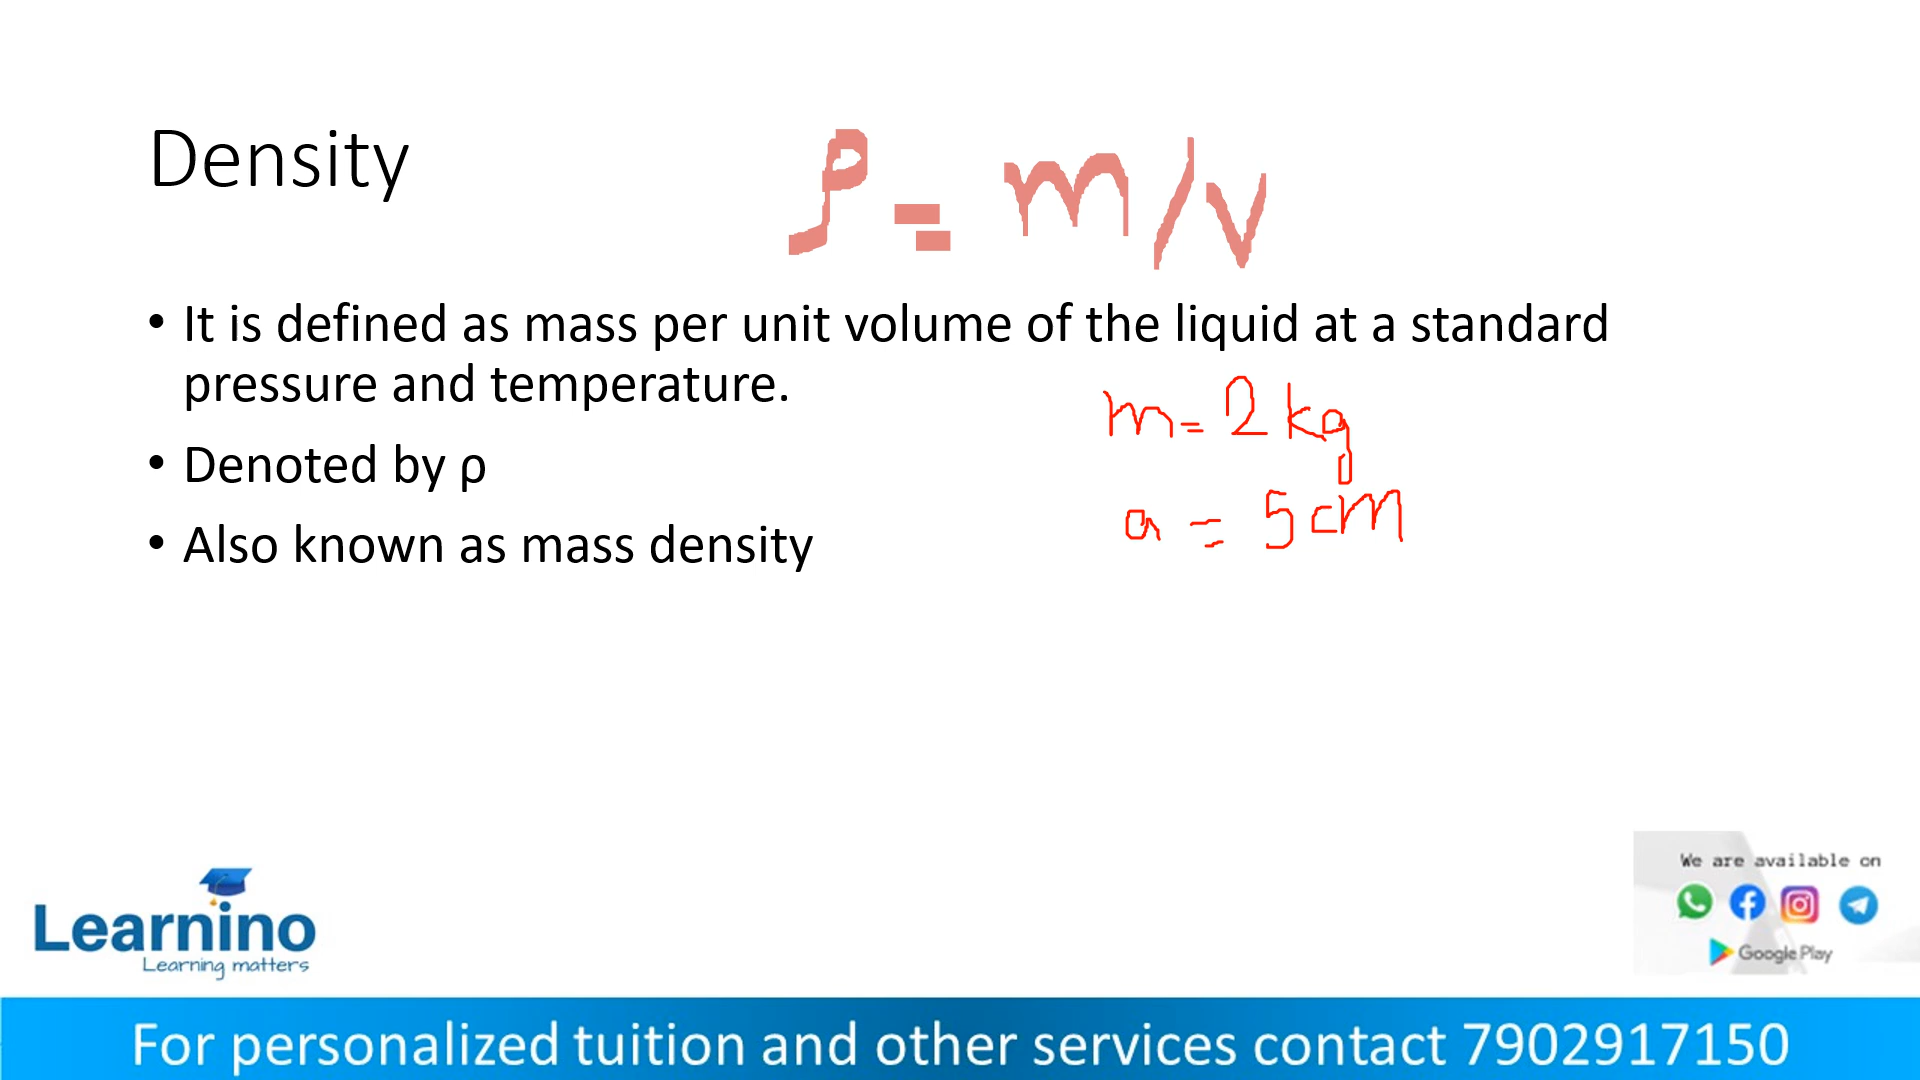 Density
ρ = m/v
• It is defined as mass per unit volume of the liquid at a standard
pressure and temperature.
m = 2 kg
• Denoted by ρ
a = 5 cm
• Also known as mass density
We are available on
Google Play
Learnino
Learning matters
For personalized tuition and other services contact 7902917150